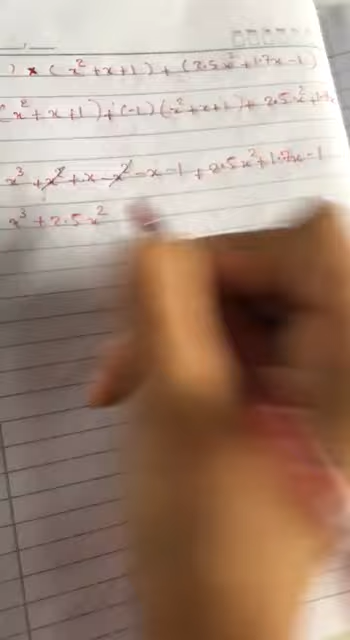 ) × (x² + x + 1) + (2.5x² + 1.7x - 1)
(x² + x + 1) + (-1) (x² + x + 1) + 2.5x² + 1.7x
x³ + x² + x - x² - x - 1 + 2.5x² + 1.7x - 1
x³ + 2.5x²